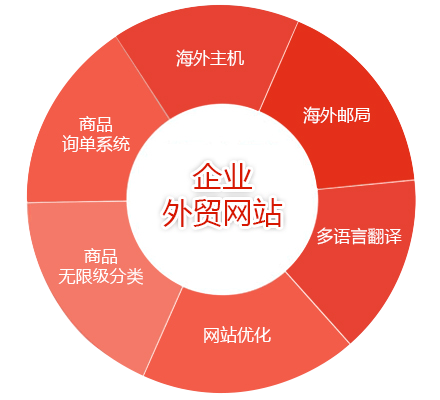 海外主机
海外邮局
多语言翻译
网站优化
商品
无限级分类
商品
询单系统
企业
外贸网站